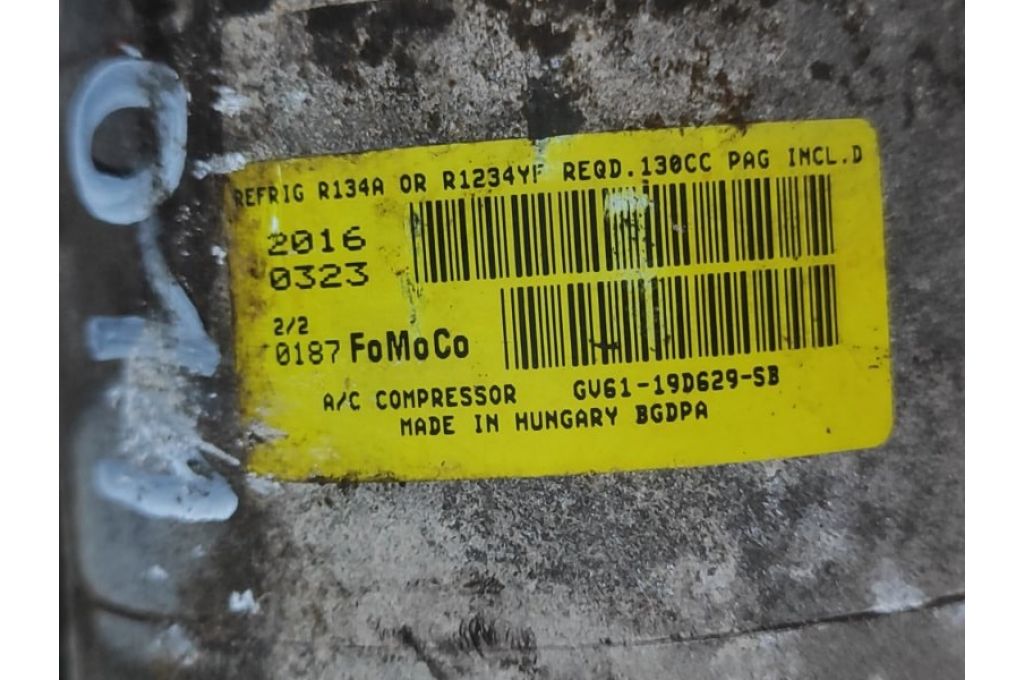 REFRIG R134A OR R1234YF REQD.130CC PAG INCL.D
2016
0323
2/2
0187 FoMoCo
A/C COMPRESSOR GV61-19D629-SB
MADE IN HUNGARY BGDPA